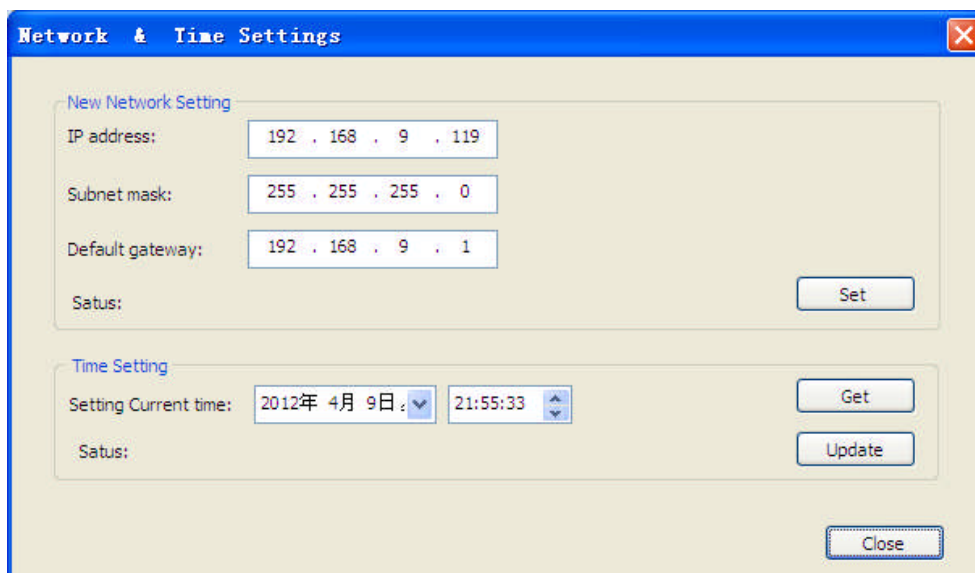 Network & Time Settings
New Network Setting
IP address: 192 . 168 . 9 . 119
Subnet mask: 255 . 255 . 255 . 0
Default gateway: 192 . 168 . 9 . 1
Satus: Set
Time Setting
Setting Current time: 2012年 4月 9日 21:55:33 Get
Satus: Update
Close